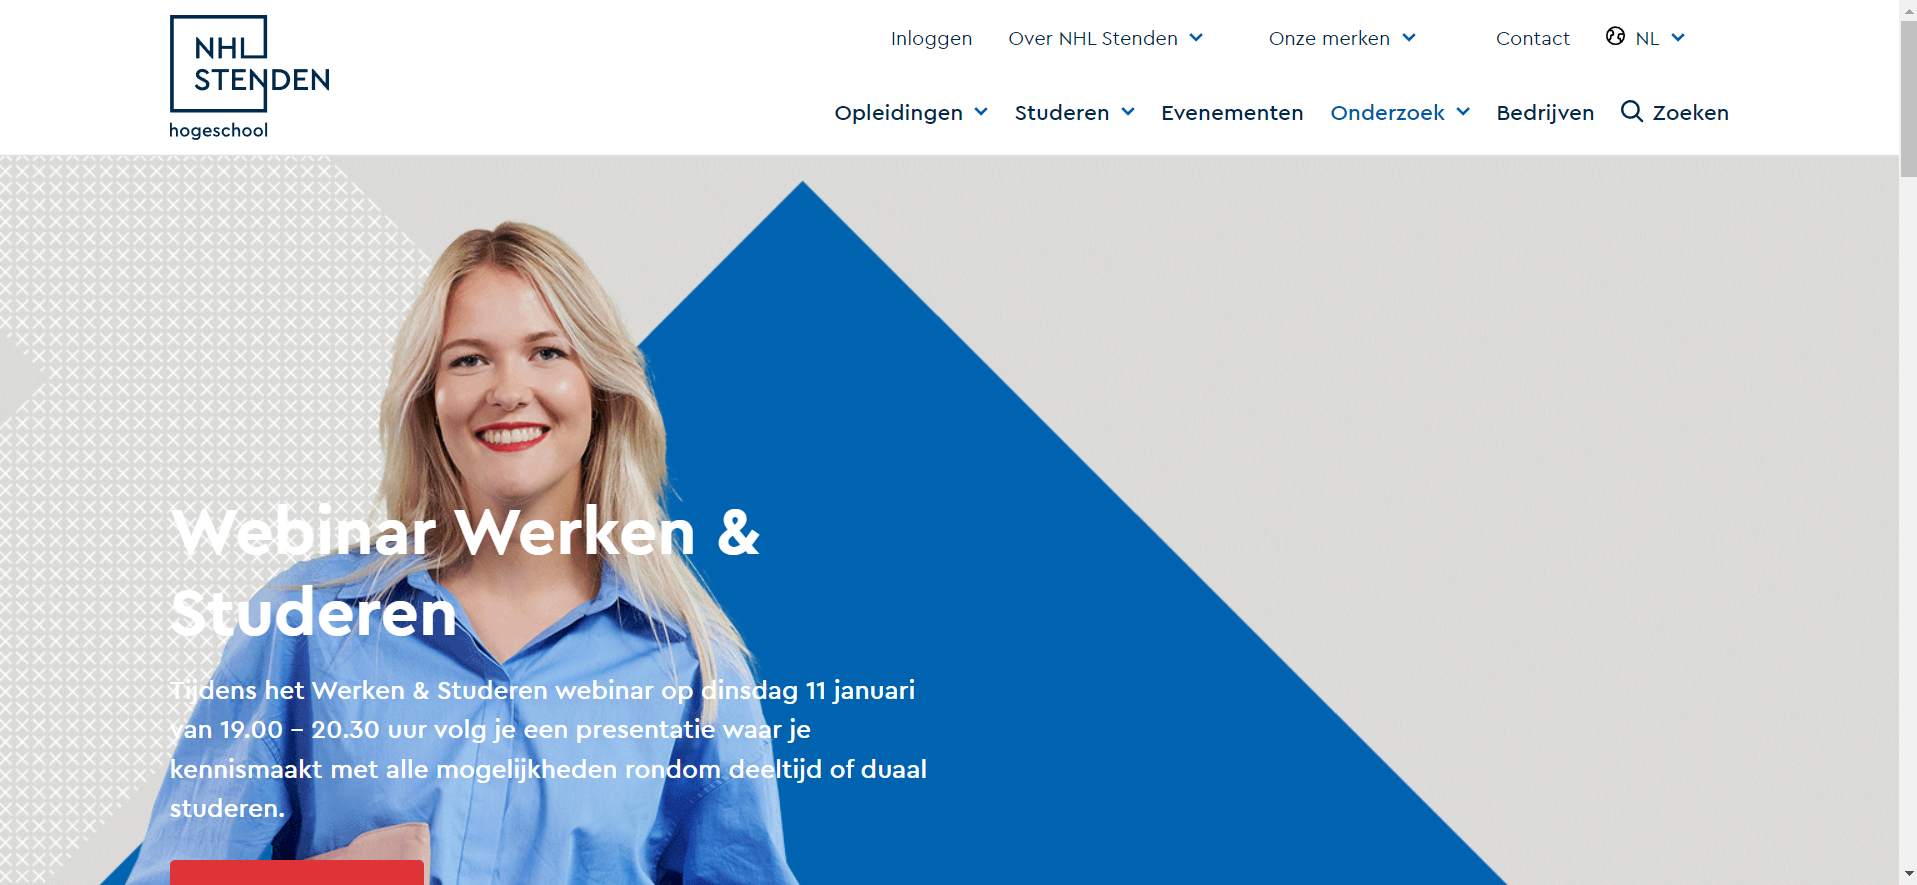 NHL
STENDEN
hogeschool
Inloggen Over NHL Stenden Onze merken Contact NL
Opleidingen Studeren Evenementen Onderzoek Bedrijven Zoeken
Webinar Werken &
Studeren
Tijdens het Werken & Studeren webinar op dinsdag 11 januari
van 19.00 – 20.30 uur volg je een presentatie waar je
kennismaakt met alle mogelijkheden rondom deeltijd of duaal
studeren.